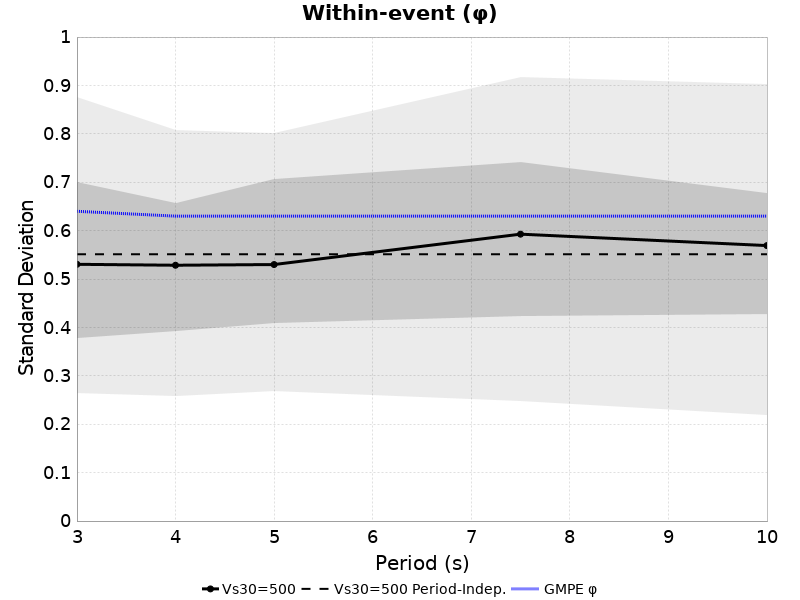 Within-event (φ)
1
0.9
0.8
0.7
0.6
0.5
0.4
0.3
0.2
0.1
0
Standard Deviation
3 4 5 6 7 8 9 10
Period (s)
Vs30=500 Vs30=500 Period-Indep. GMPE φ